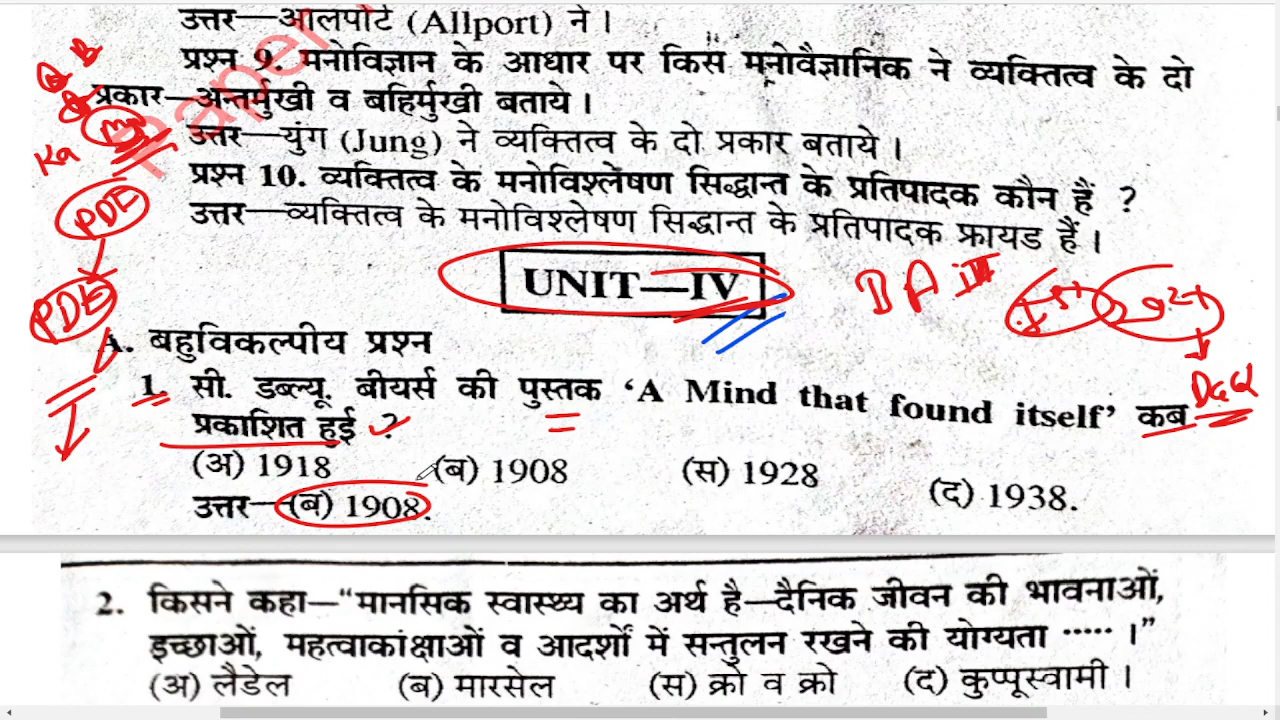 उत्तर—आलपोर्ट (Allport) ने।
प्रश्न 9. मनोविज्ञान के आधार पर किस मनोवैज्ञानिक ने व्यक्तित्व के दो
प्रकार—अन्तर्मुखी व बहिर्मुखी बताये।
उत्तर—युंग (Jung) ने व्यक्तित्व के दो प्रकार बताये।
प्रश्न 10. व्यक्तित्व के मनोविश्लेषण सिद्धान्त के प्रतिपादक कौन हैं ?
उत्तर—व्यक्तित्व के मनोविश्लेषण सिद्धान्त के प्रतिपादक फ्रायड हैं।
PDF
UNIT—IV
PDF
A. बहुविकल्पीय प्रश्न
1. सी. डब्ल्यू. बीयर्स की पुस्तक ‘A Mind that found itself’ कब
प्रकाशित हुई ?
(अ) 1918 (ब) 1908 (स) 1928 (द) 1938.
उत्तर—(ब) 1908.
2. किसने कहा—“मानसिक स्वास्थ्य का अर्थ है—दैनिक जीवन की भावनाओं,
इच्छाओं, महत्वाकांक्षाओं व आदर्शों में सन्तुलन रखने की योग्यता ..... ।”
(अ) लैडेल (ब) मारसेल (स) क्रो व क्रो (द) कुप्पूस्वामी।